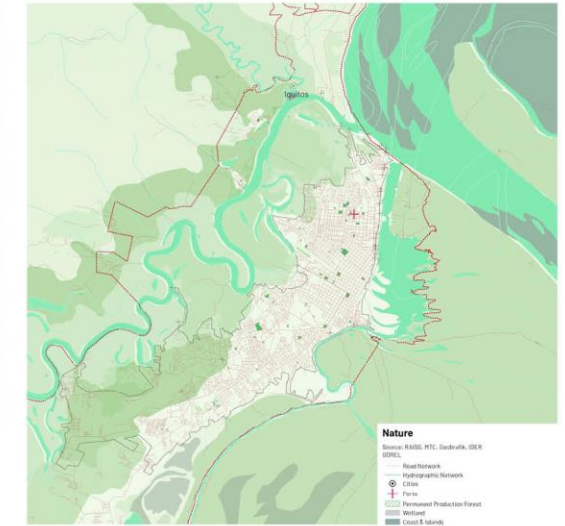 Iquitos
Nature
Source: RAISG, MTC, Geobrafik, IDER
GOREL
Road Network
Hydrographic Network
Cities
Ports
Permanent Production Forest
Wetland
Coast & Islands